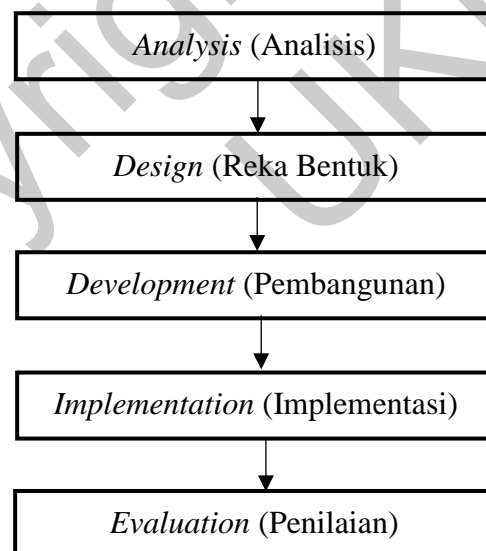 Analysis (Analisis)
Design (Reka Bentuk)
Development (Pembangunan)
Implementation (Implementasi)
Evaluation (Penilaian)